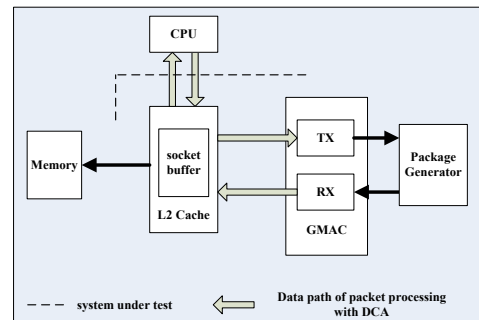 CPU
socket
buffer
L2 Cache
Memory
TX
RX
GMAC
Package
Generator
system under test
Data path of packet processing
with DCA